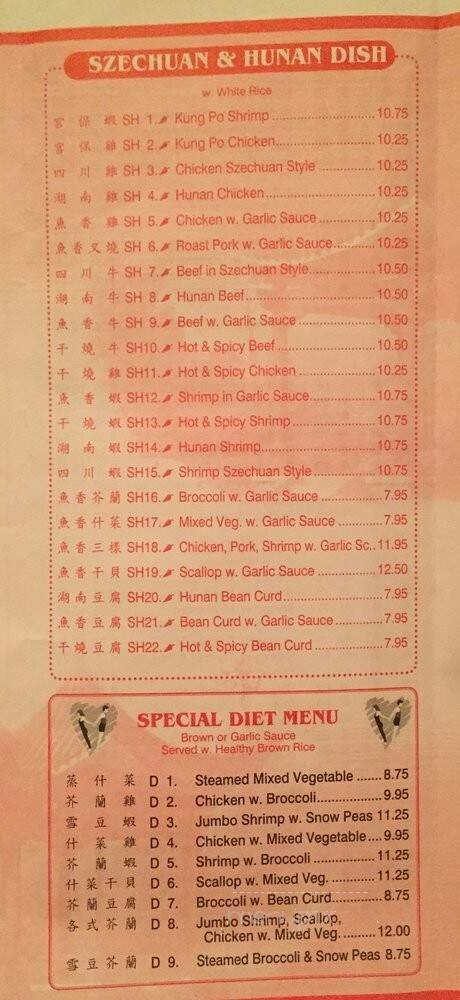 SZECHUAN & HUNAN DISH
w. White Rice
宮保蝦 SH 1. Kung Po Shrimp 10.75
宮保雞 SH 2. Kung Po Chicken 10.25
四川雞 SH 3. Chicken Szechuan Style 10.25
湖南雞 SH 4. Hunan Chicken 10.25
魚香雞 SH 5. Chicken w. Garlic Sauce 10.25
魚香叉燒 SH 6. Roast Pork w. Garlic Sauce 10.25
四川牛 SH 7. Beef in Szechuan Style 10.50
湖南牛 SH 8. Hunan Beef 10.50
魚香牛 SH 9. Beef w. Garlic Sauce 10.50
干燒牛 SH10. Hot & Spicy Beef 10.50
干燒雞 SH11. Hot & Spicy Chicken 10.25
魚香蝦 SH12. Shrimp in Garlic Sauce 10.75
干燒蝦 SH13. Hot & Spicy Shrimp 10.75
湖南蝦 SH14. Hunan Shrimp 10.75
四川蝦 SH15. Shrimp Szechuan Style 10.75
魚香芥蘭 SH16. Broccoli w. Garlic Sauce 7.95
魚香什菜 SH17. Mixed Veg. w. Garlic Sauce 7.95
魚香三樣 SH18. Chicken, Pork, Shrimp w. Garlic Sc.. 11.95
魚香干貝 SH19. Scallop w. Garlic Sauce 12.50
湖南豆腐 SH20. Hunan Bean Curd 7.95
魚香豆腐 SH21. Bean Curd w. Garlic Sauce 7.95
干燒豆腐 SH22. Hot & Spicy Bean Curd 7.95
SPECIAL DIET MENU
Brown or Garlic Sauce
Served w. Healthy Brown Rice
蒸什菜 D 1. Steamed Mixed Vegetable 8.75
芥蘭雞 D 2. Chicken w. Broccoli 9.95
雪豆蝦 D 3. Jumbo Shrimp w. Snow Peas 11.25
什菜雞 D 4. Chicken w. Mixed Vegetable 9.95
芥蘭蝦 D 5. Shrimp w. Broccoli 11.25
什菜干貝 D 6. Scallop w. Mixed Veg. 11.25
芥蘭豆腐 D 7. Broccoli w. Bean Curd 8.75
各式芥蘭 D 8. Jumbo Shrimp, Scallop,
Chicken w. Mixed Veg. 12.00
雪豆芥蘭 D 9. Steamed Broccoli & Snow Peas 8.75